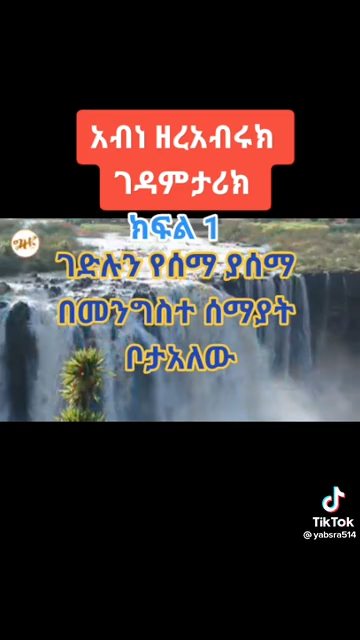 አብነ ዘረአብሩክ
ገዳምታሪክ
ክፍል 1
ገድሉን የሰማ ያሰማ
በመንግስተ ሰማያት
ቦታአለው
TikTok
@yabsra514